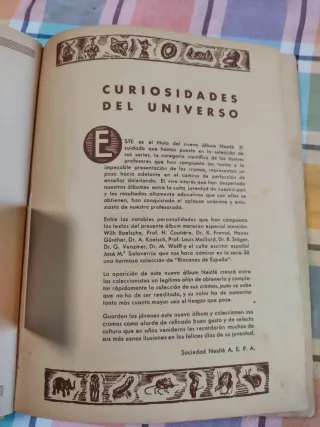 CURIOSIDADES
DEL UNIVERSO
ESTE es el título del nuevo álbum Nestlé. El
cuidado que hemos puesto en la selección de
sus series, la categoría científica de los ilustres
profesores que han compuesto los textos y la
impecable presentación de los cromos, representan un
paso hacia adelante en el camino de perfección de
enseñar deleitando. El vivo interés que han despertado
nuestros álbumes entre la culta juventud de nuestro país
y los resultados altamente educativos que con ellos se
obtienen, han conquistado el aplauso unánime y entu-
siasta de nuestro profesorado.
Entre las notables personalidades que han compuesto
los textos del presente álbum merecen especial mención:
Wilh Boelsche, Prof. H. Coutière, Dr. K. Francé, Hanns
Günther, Dr. A. Koelsch, Prof. Louis Maillard, Dr. R. Stäger,
Dr. G. Venzmer, Dr. M. Wolff y el culto escritor español
José M.ª Salaverría que nos hace admirar en la serie 36
una hermosa colección de "Rincones de España".
La aparición de este nuevo álbum Nestlé creará entre
los coleccionistas un legítimo afán de obtenerlo y comple-
tar rápidamente la colección de sus cromos, pues se sabe
que no ha de ser reeditado, y su valor ha de aumentar
tanto más cuanto mayor sea el tiempo que pase.
Guarden los jóvenes este nuevo álbum y coleccionen sus
cromos como alarde de refinado buen gusto y de selecta
cultura que en años venideros les recordarán muchas de
sus más sanas ilusiones en los felices días de su juventud.
Sociedad Nestlé A. E. P. A.